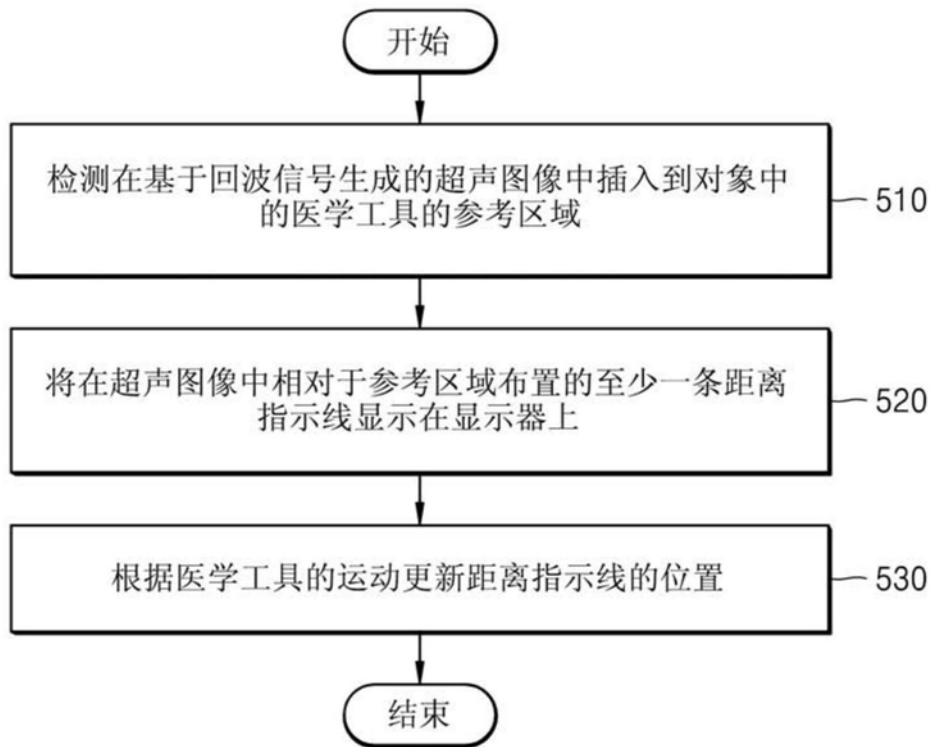 开始
检测在基于回波信号生成的超声图像中插入到对象中
的医学工具的参考区域
510
将在超声图像中相对于参考区域布置的至少一条距离
指示线显示在显示器上
520
根据医学工具的运动更新距离指示线的位置
530
结束